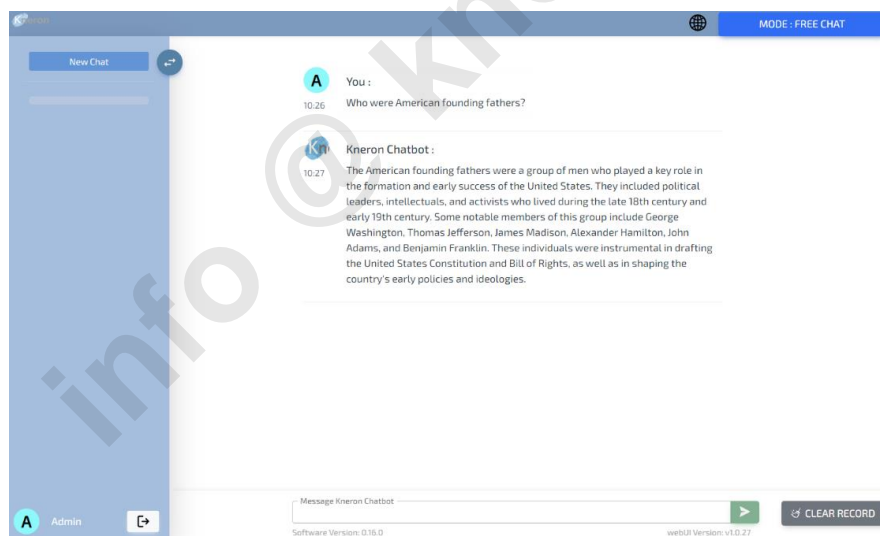 Kneron
MODE : FREE CHAT
New Chat
A
You :
10:26
Who were American founding fathers?
Kn
Kneron Chatbot :
10:27
The American founding fathers were a group of men who played a key role in
the formation and early success of the United States. They included political
leaders, intellectuals, and activists who lived during the late 18th century and
early 19th century. Some notable members of this group include George
Washington, Thomas Jefferson, James Madison, Alexander Hamilton, John
Adams, and Benjamin Franklin. These individuals were instrumental in drafting
the United States Constitution and Bill of Rights, as well as in shaping the
country's early policies and ideologies.
info @ kn
Message Kneron Chatbot
A
Admin
CLEAR RECORD
Software Version: 0.16.0
webUI Version: v1.0.27